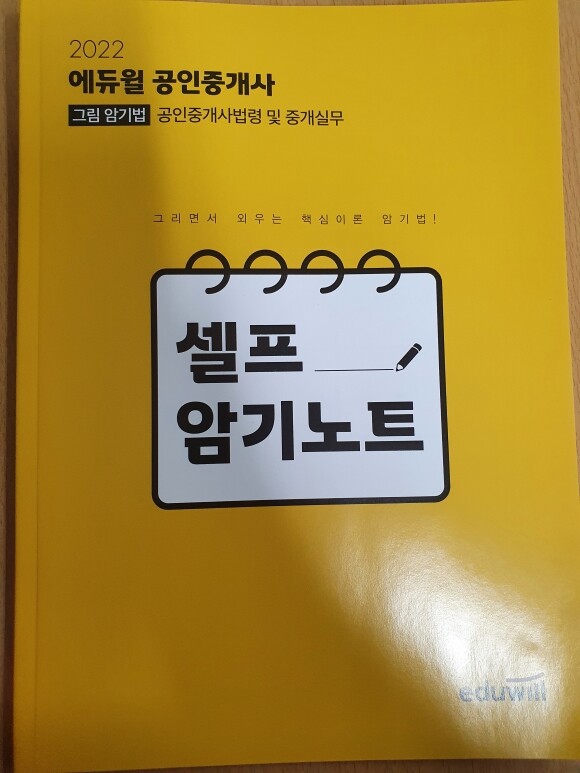 2022
에듀윌 공인중개사
그림 암기법 공인중개사법령 및 중개실무
그리면서 외우는 핵심이론 암기법!
셀프
암기노트
eduwill